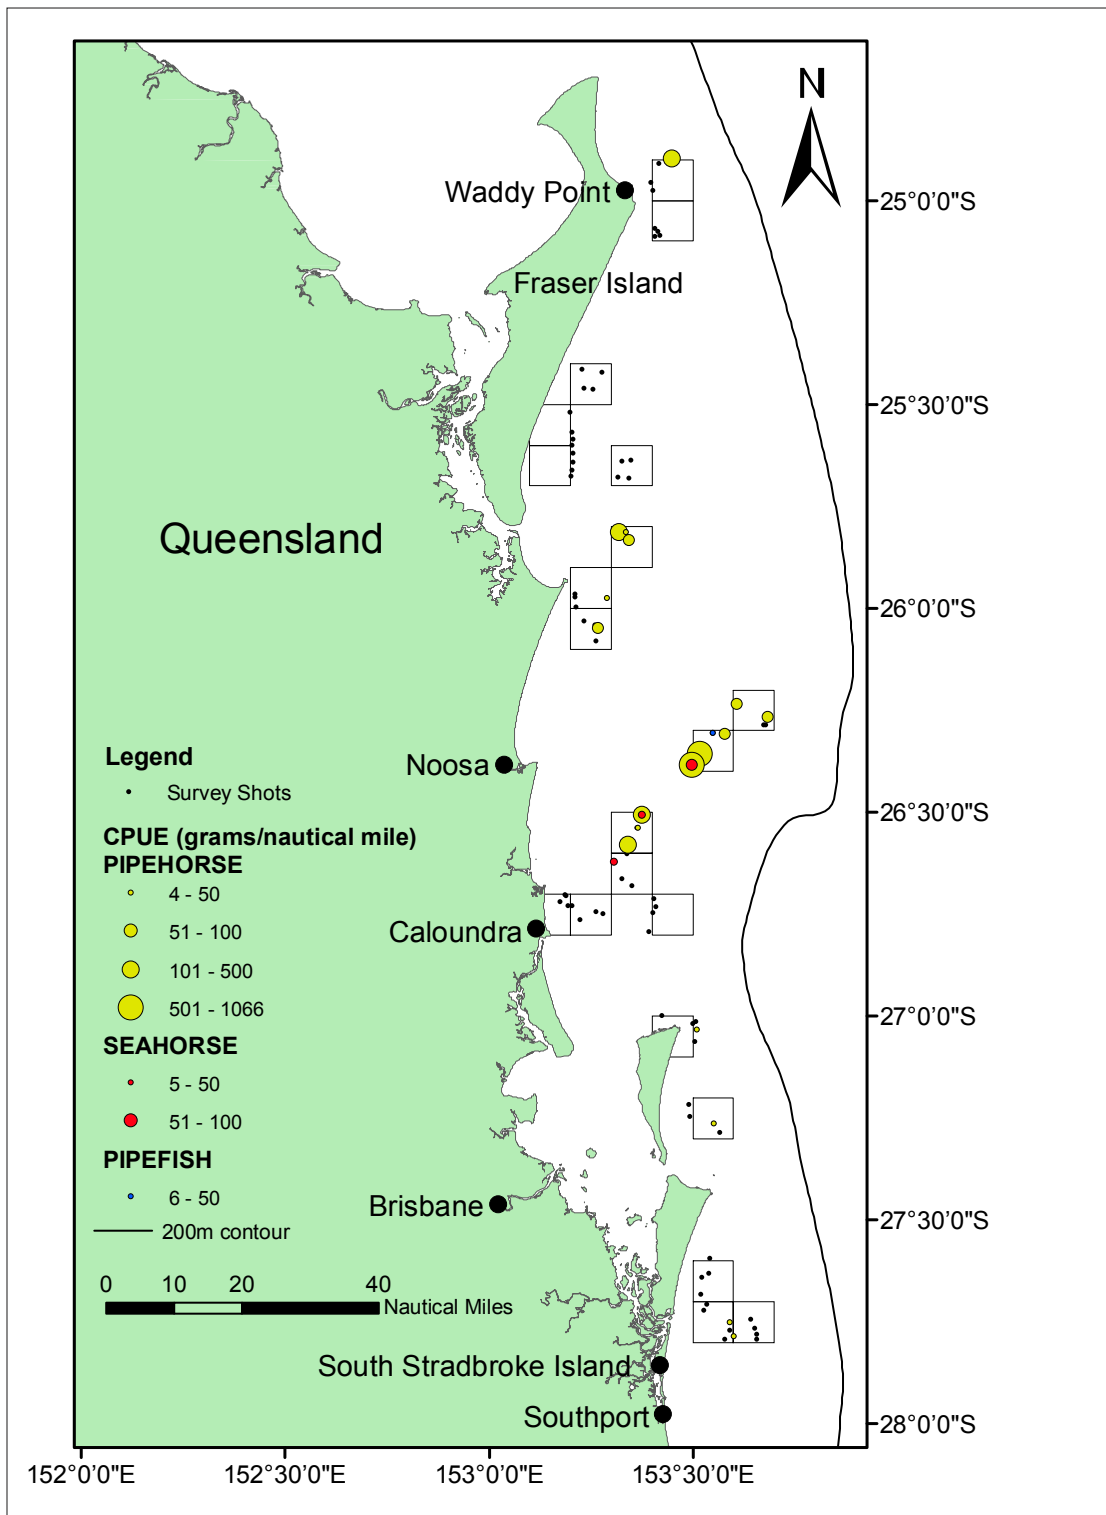 N
Waddy Point
25°0'0"S
Fraser Island
25°30'0"S
Queensland
26°0'0"S
Legend
Noosa
Survey Shots
26°30'0"S
CPUE (grams/nautical mile)
PIPEHORSE
4 - 50
51 - 100
Caloundra
101 - 500
501 - 1066
27°0'0"S
SEAHORSE
5 - 50
51 - 100
PIPEFISH
6 - 50
Brisbane
27°30'0"S
200m contour
0 10 20 40
Nautical Miles
South Stradbroke Island
Southport
28°0'0"S
152°0'0"E 152°30'0"E 153°0'0"E 153°30'0"E